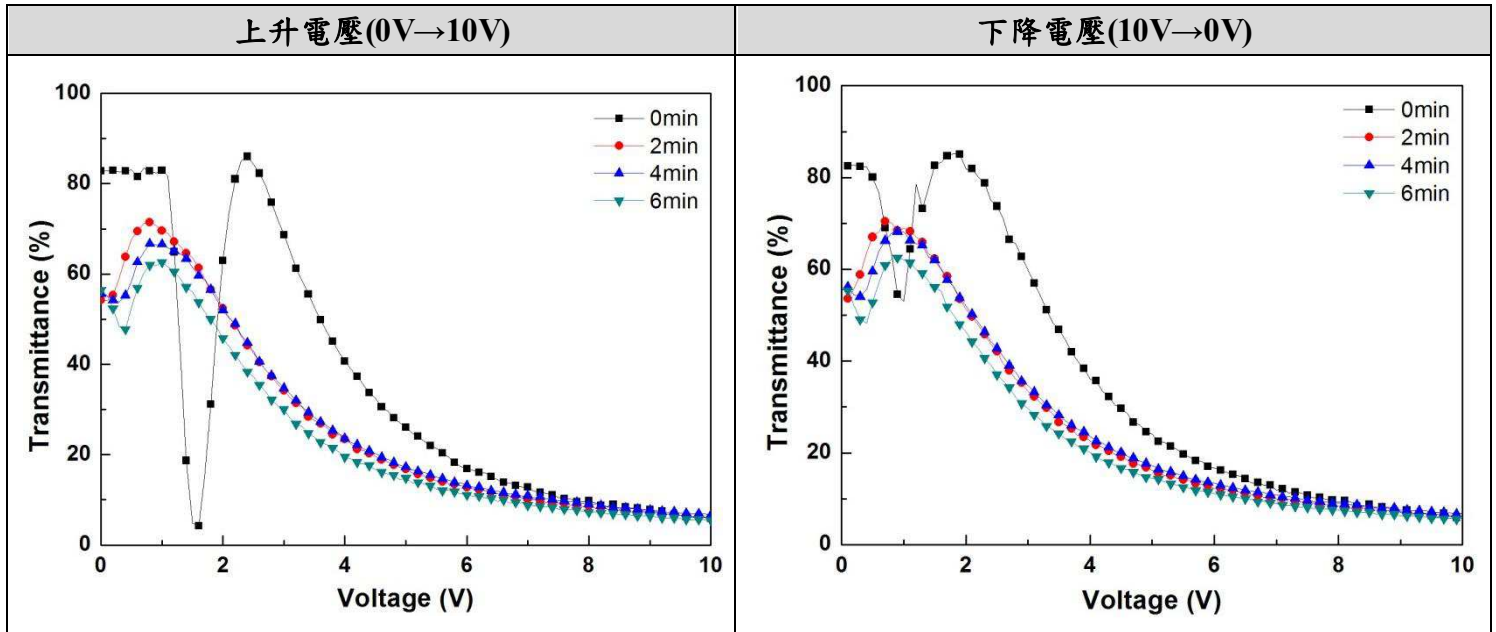 上升電壓(0V→10V)
下降電壓(10V→0V)
100
80
60
40
20
0
Transmittance (%)
0min
2min
4min
6min
0 2 4 6 8 10
Voltage (V)
100
80
60
40
20
0
Transmittance (%)
0min
2min
4min
6min
0 2 4 6 8 10
Voltage (V)